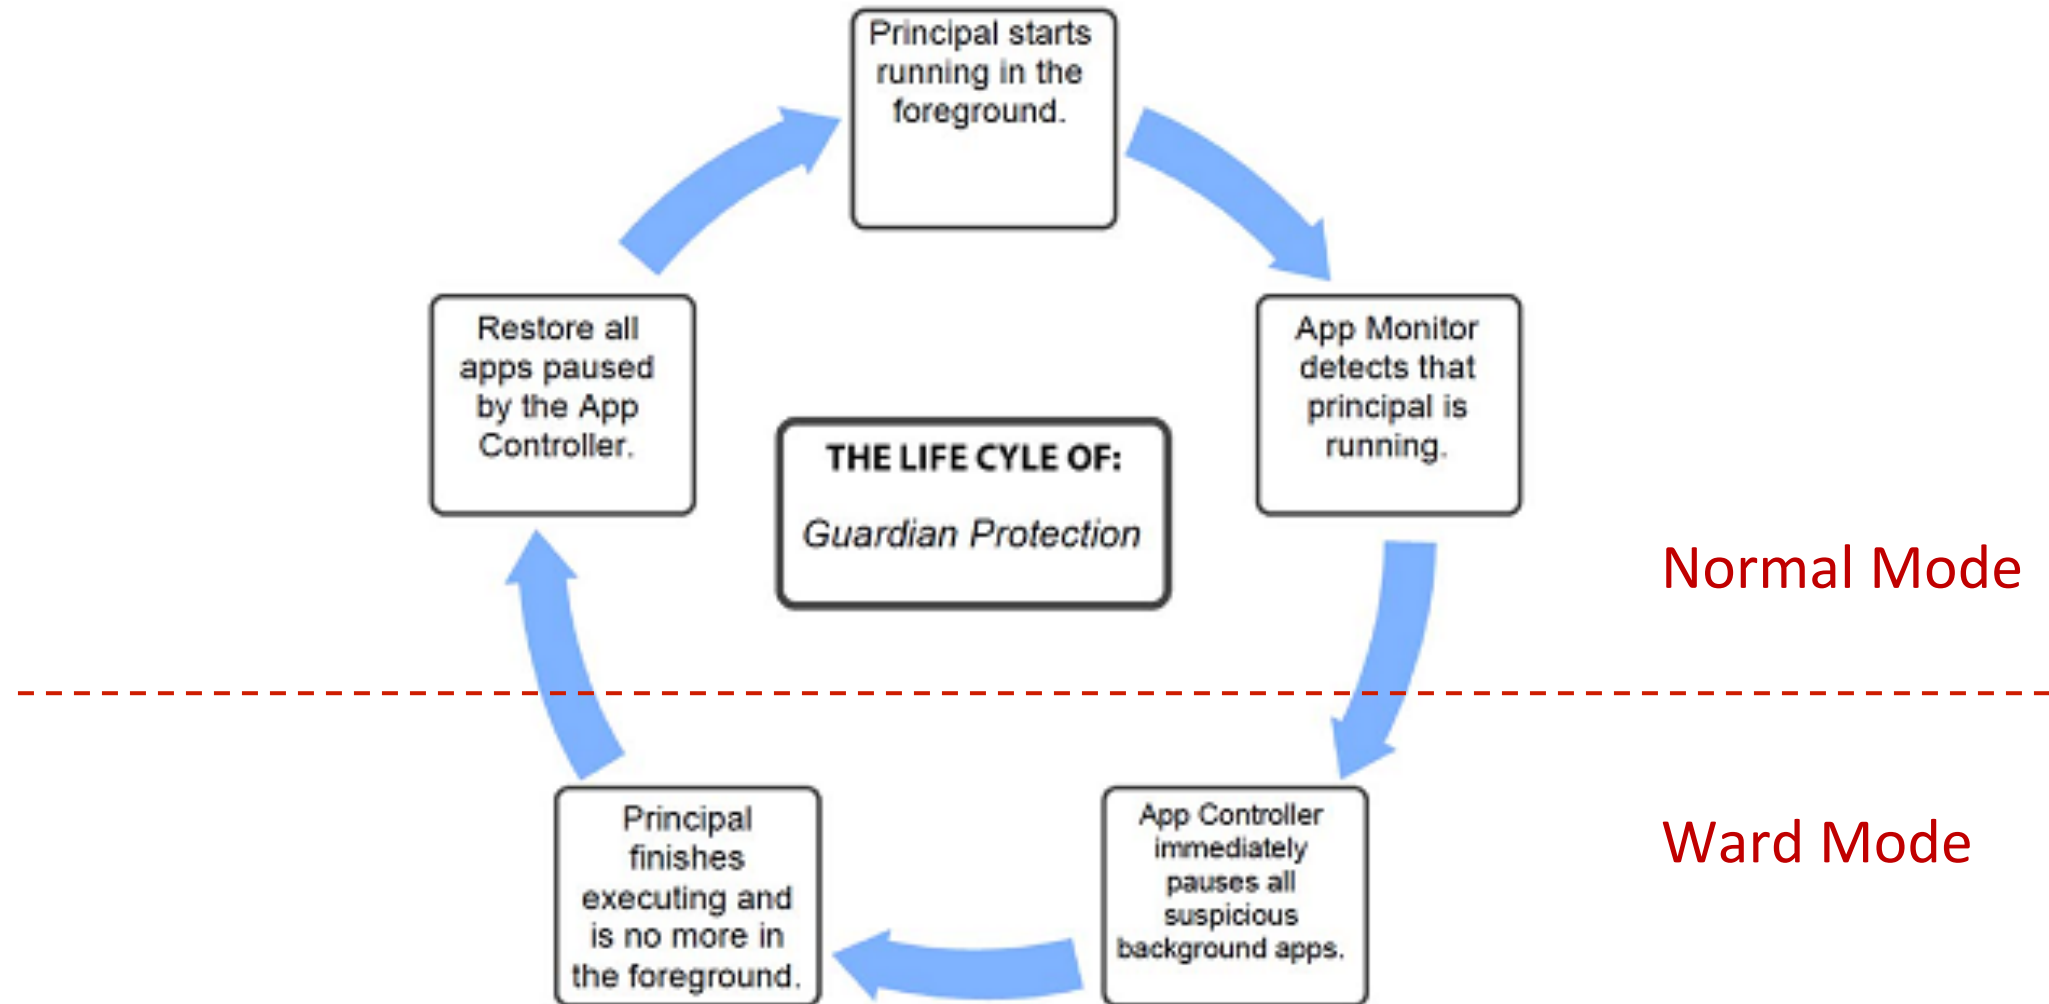 Principal starts
running in the
foreground.
Restore all
apps paused
by the App
Controller.
App Monitor
detects that
principal is
running.
THE LIFE CYLE OF:
Guardian Protection
Normal Mode
Principal
finishes
executing and
is no more in
the foreground.
App Controller
immediately
pauses all
suspicious
background apps.
Ward Mode